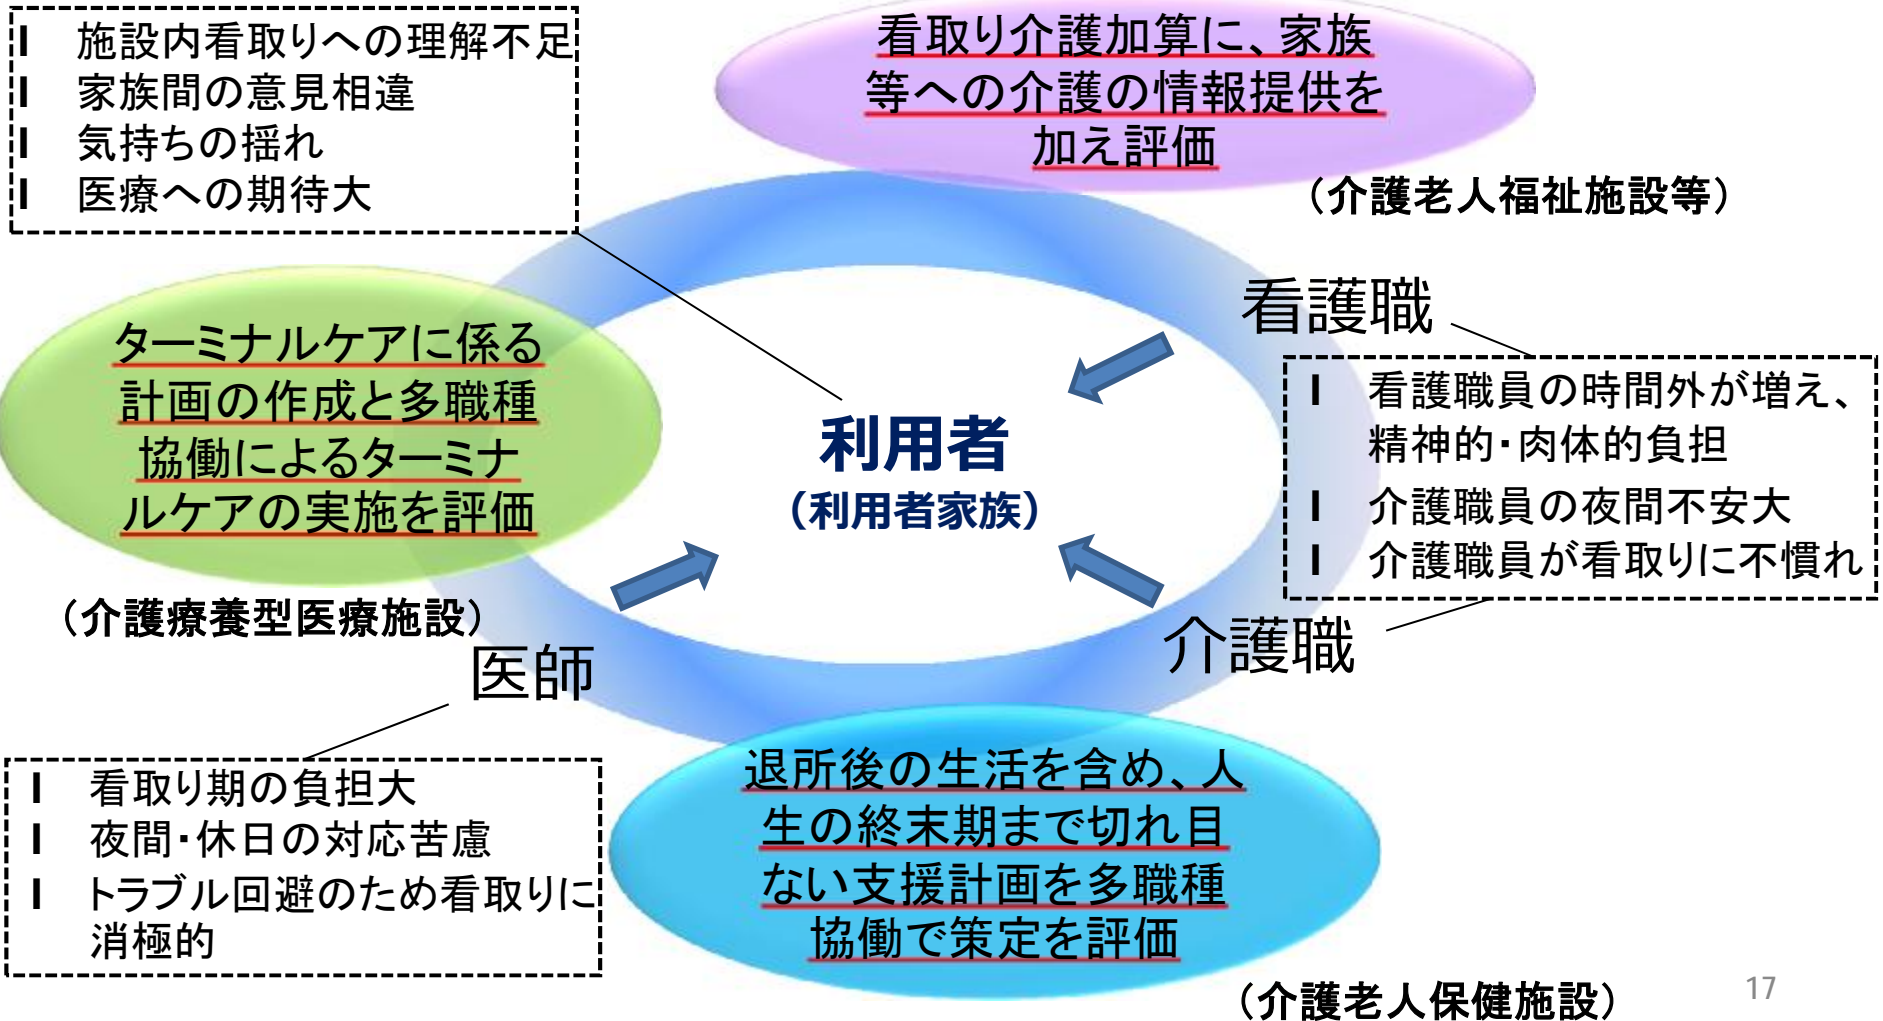 l 施設内看取りへの理解不足
l 家族間の意見相違
l 気持ちの揺れ
l 医療への期待大
看取り介護加算に、家族
等への介護の情報提供を
加え評価
（介護老人福祉施設等）
ターミナルケアに係る
計画の作成と多職種
協働によるターミナ
ルケアの実施を評価
（介護療養型医療施設）
利用者
（利用者家族）
看護職
l 看護職員の時間外が増え、
精神的・肉体的負担
l 介護職員の夜間不安大
l 介護職員が看取りに不慣れ
介護職
医師
l 看取り期の負担大
l 夜間・休日の対応苦慮
l トラブル回避のため看取りに
消極的
退所後の生活を含め、人
生の終末期まで切れ目
ない支援計画を多職種
協働で策定を評価
（介護老人保健施設）
17